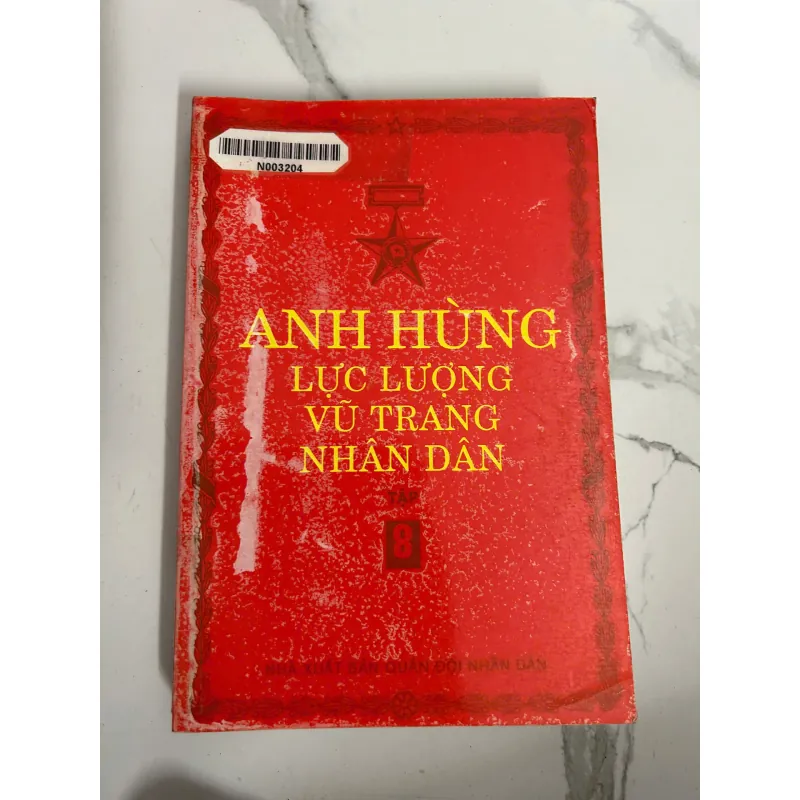 N003204
ANH HÙNG
LỰC LƯỢNG
VŨ TRANG
NHÂN DÂN
TẬP
8
NHÀ XUẤT BẢN QUÂN ĐỘI NHÂN DÂN